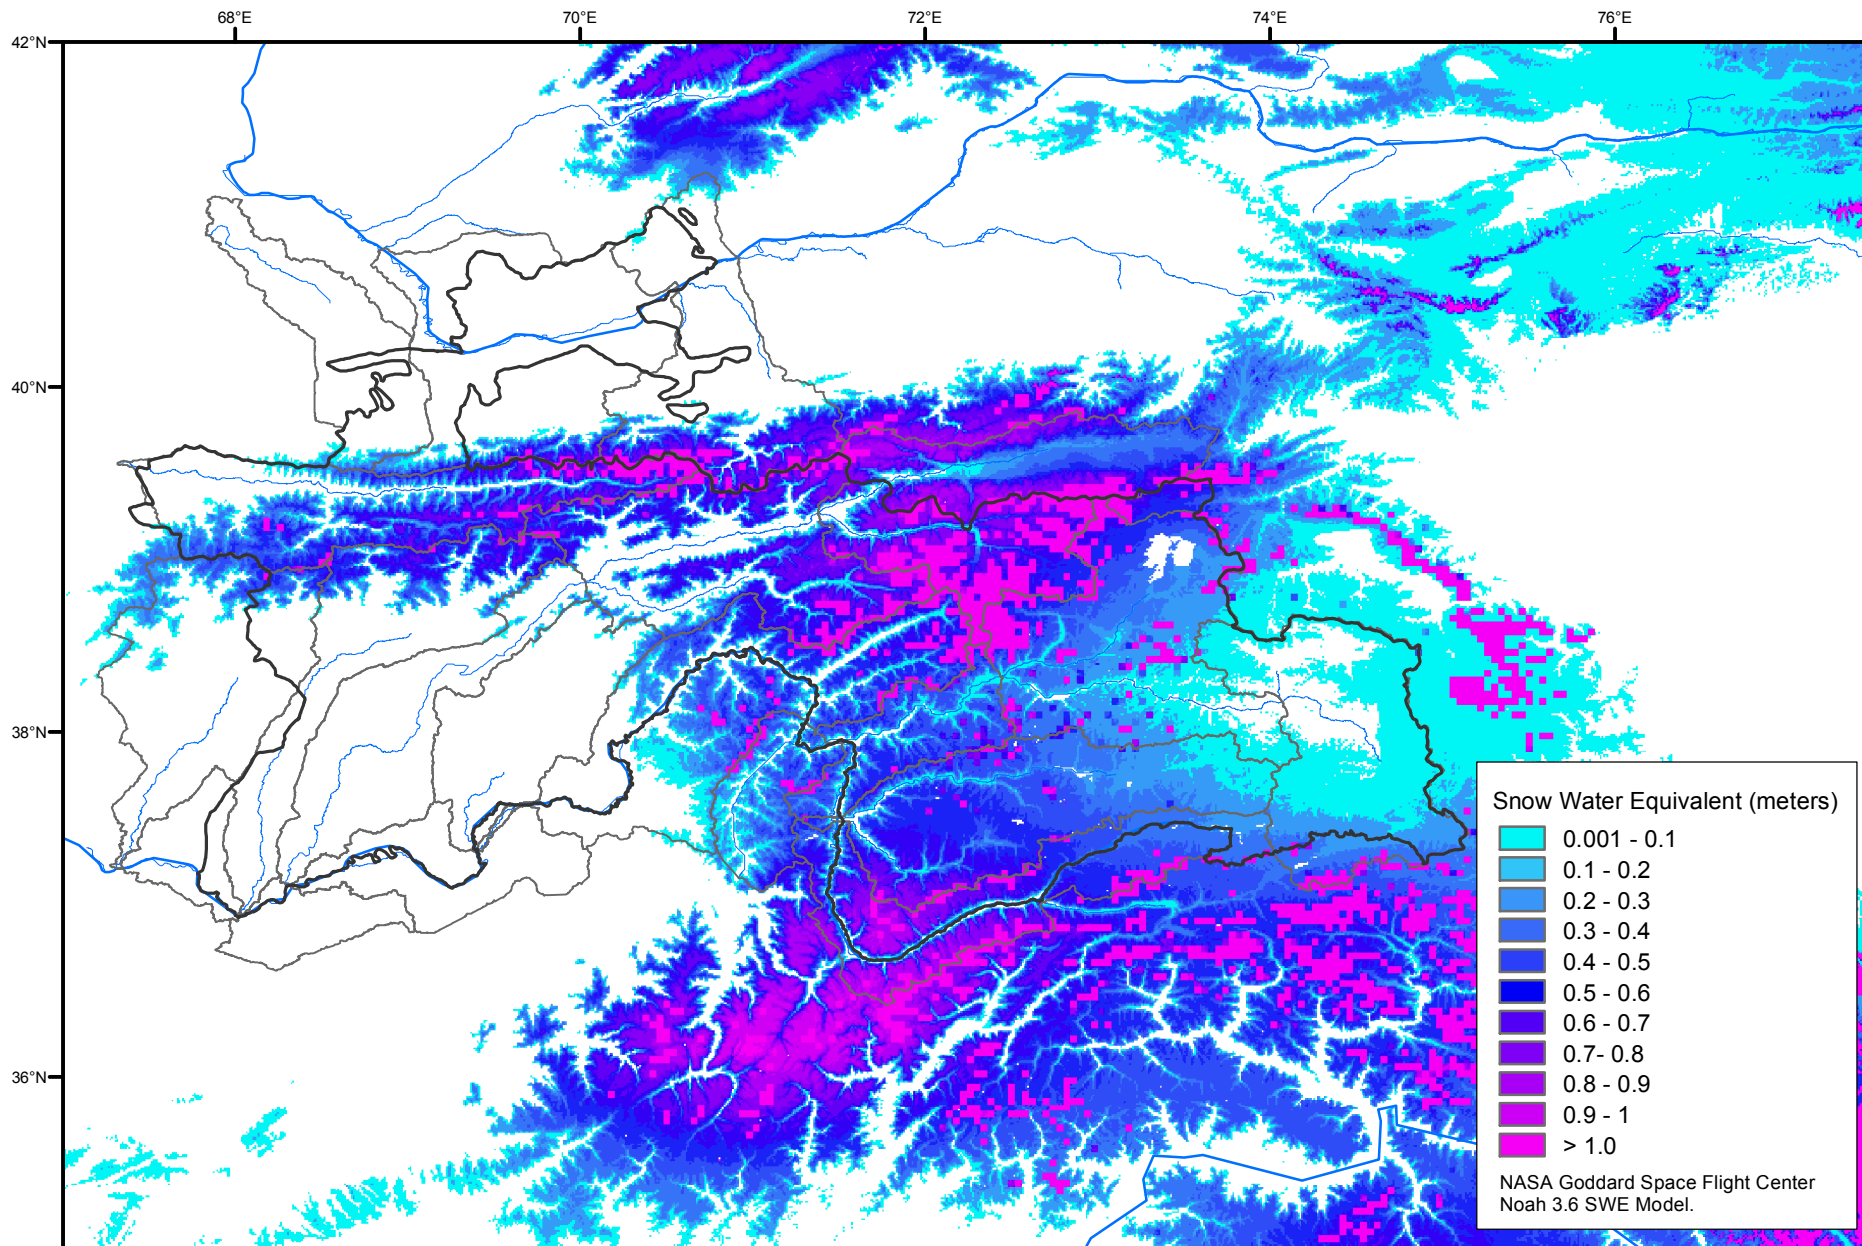 68°E
70°E
72°E
74°E
76°E
42°N
40°N
38°N
36°N
Snow Water Equivalent (meters)
0.001 - 0.1
0.1 - 0.2
0.2 - 0.3
0.3 - 0.4
0.4 - 0.5
0.5 - 0.6
0.6 - 0.7
0.7- 0.8
0.8 - 0.9
0.9 - 1
> 1.0
NASA Goddard Space Flight Center
Noah 3.6 SWE Model.